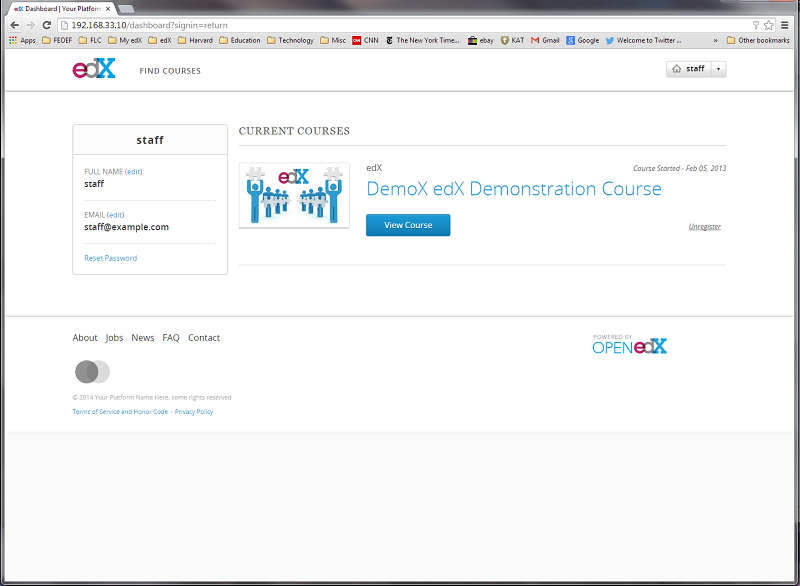 edX Dashboard | Your Platform
192.168.33.10/dashboard?signin=return
Apps FEOEF FLC My edX edX Harvard Education Technology Misc CNN The New York Time... ebay KAT Gmail Google Welcome to Twitter ... » Other bookmarks
edX FIND COURSES staff
staff
FULL NAME (edit)
staff
EMAIL (edit)
staff@example.com
Reset Password
CURRENT COURSES
edX
edX Course Started - Feb 05, 2013
DemoX edX Demonstration Course
View Course Unregister
About Jobs News FAQ Contact
POWERED BY
OPEN edX
© 2014 Your Platform Name Here, some rights reserved
Terms of Service and Honor Code - Privacy Policy